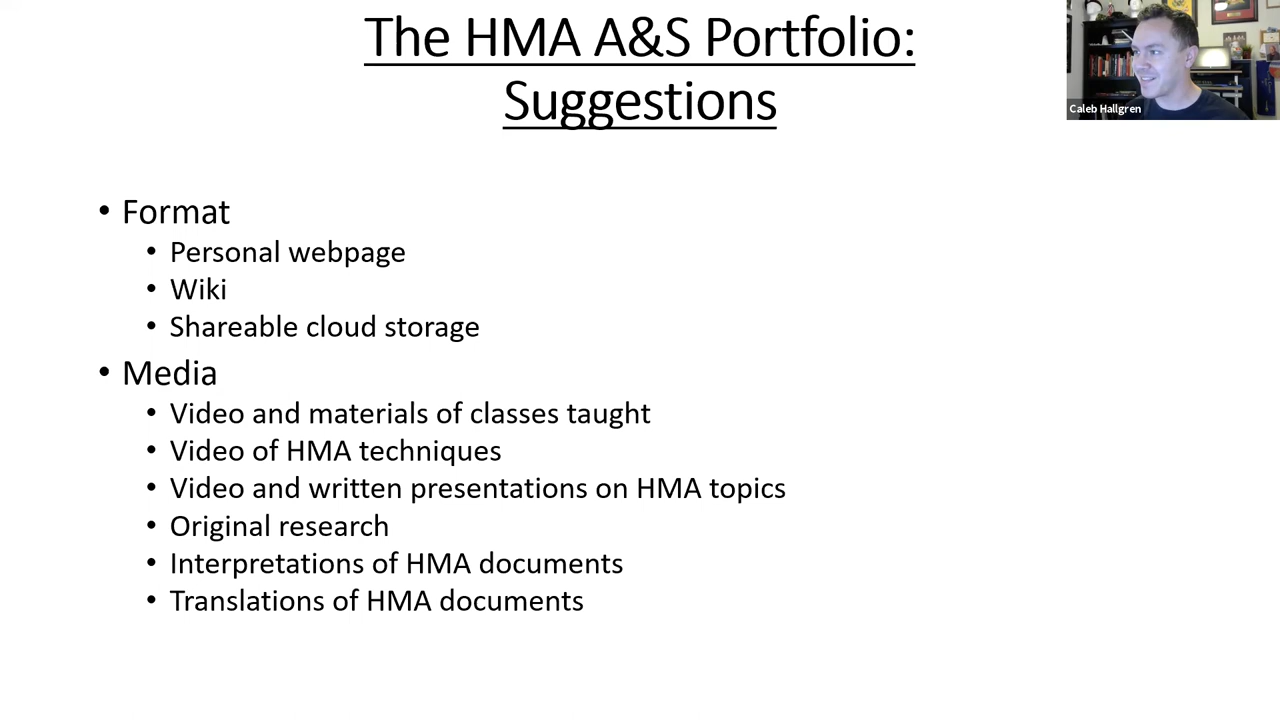 The HMA A&S Portfolio:
Suggestions
Caleb Hallgren
• Format
• Personal webpage
• Wiki
• Shareable cloud storage
• Media
• Video and materials of classes taught
• Video of HMA techniques
• Video and written presentations on HMA topics
• Original research
• Interpretations of HMA documents
• Translations of HMA documents